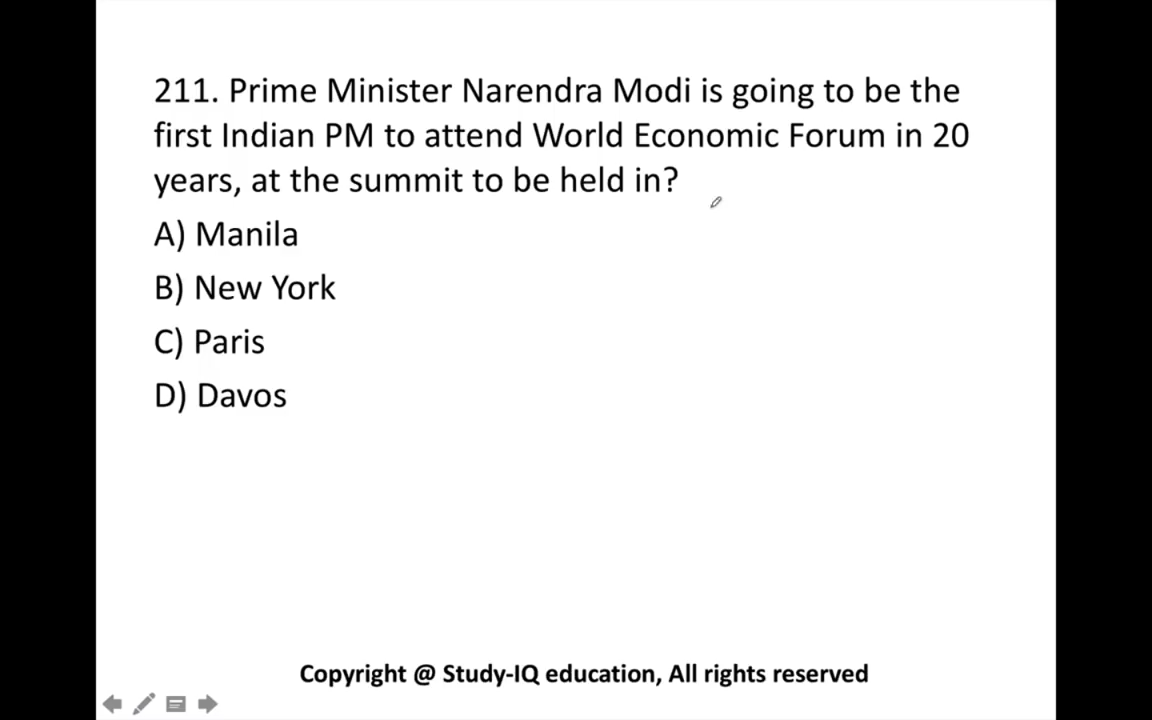 211. Prime Minister Narendra Modi is going to be the
first Indian PM to attend World Economic Forum in 20
years, at the summit to be held in?
A) Manila
B) New York
C) Paris
D) Davos
Copyright @ Study-IQ education, All rights reserved